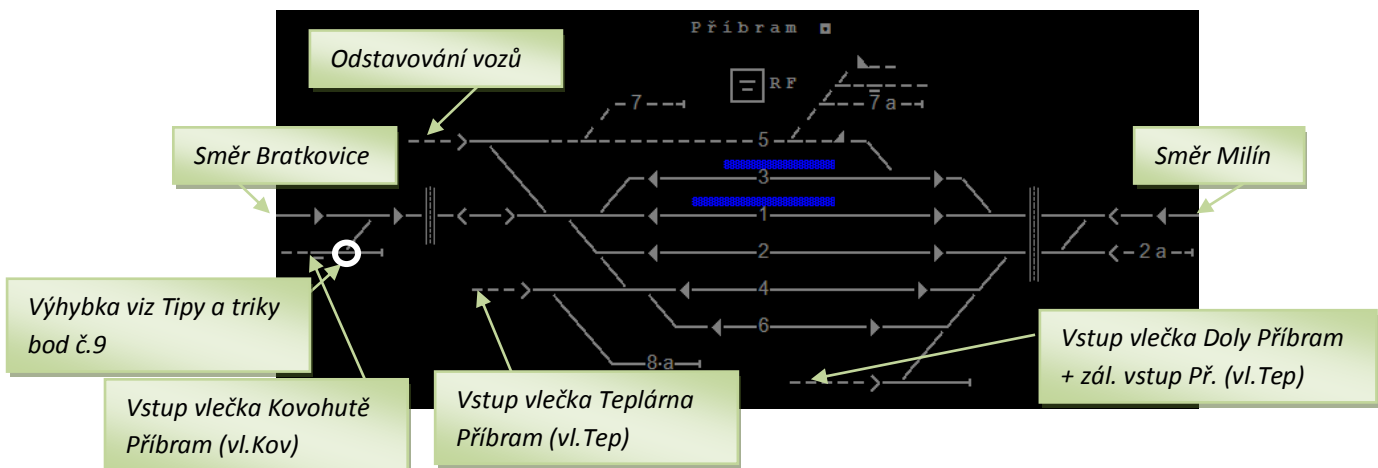 Příbram
Odstavování vozů
RF
7
7a
5
Směr Bratkovice
Směr Milín
3
1
2
2a
Výhybka viz Tipy a triky
bod č.9
4
6
Vstup vlečka Doly Příbram
+ zál. vstup Př. (vl.Tep)
8a
Vstup vlečka Kovohutě
Příbram (vl.Kov)
Vstup vlečka Teplárna
Příbram (vl.Tep)